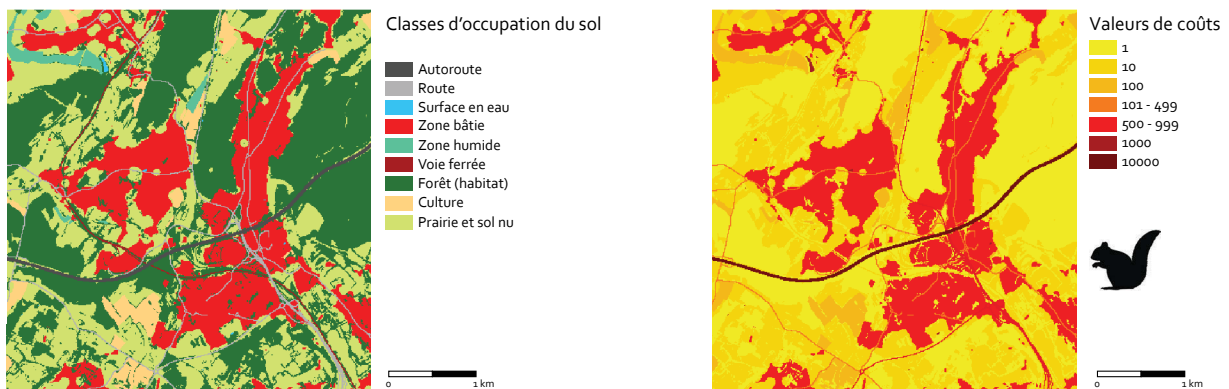 Classes d'occupation du sol
Autoroute
Route
Surface en eau
Zone bâtie
Zone humide
Voie ferrée
Forêt (habitat)
Culture
Prairie et sol nu
1 km
Valeurs de coûts
1
10
100
101 - 499
500 - 999
1000
10000
1 km